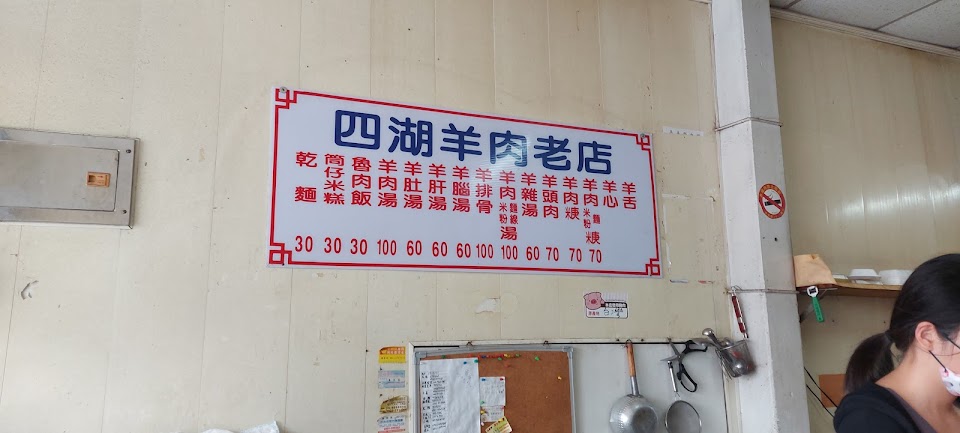 四湖羊肉老店
乾麵 30
筒仔米糕 30
魯肉飯 30
羊肉湯 100
羊肚湯 60
羊肝湯 60
羊腦湯 60
羊排骨 100
羊肉米粉麵線湯 100
羊雜湯 60
羊頭肉 70
羊肉焿 70
羊肉米粉麵焿 70
羊心
羊舌